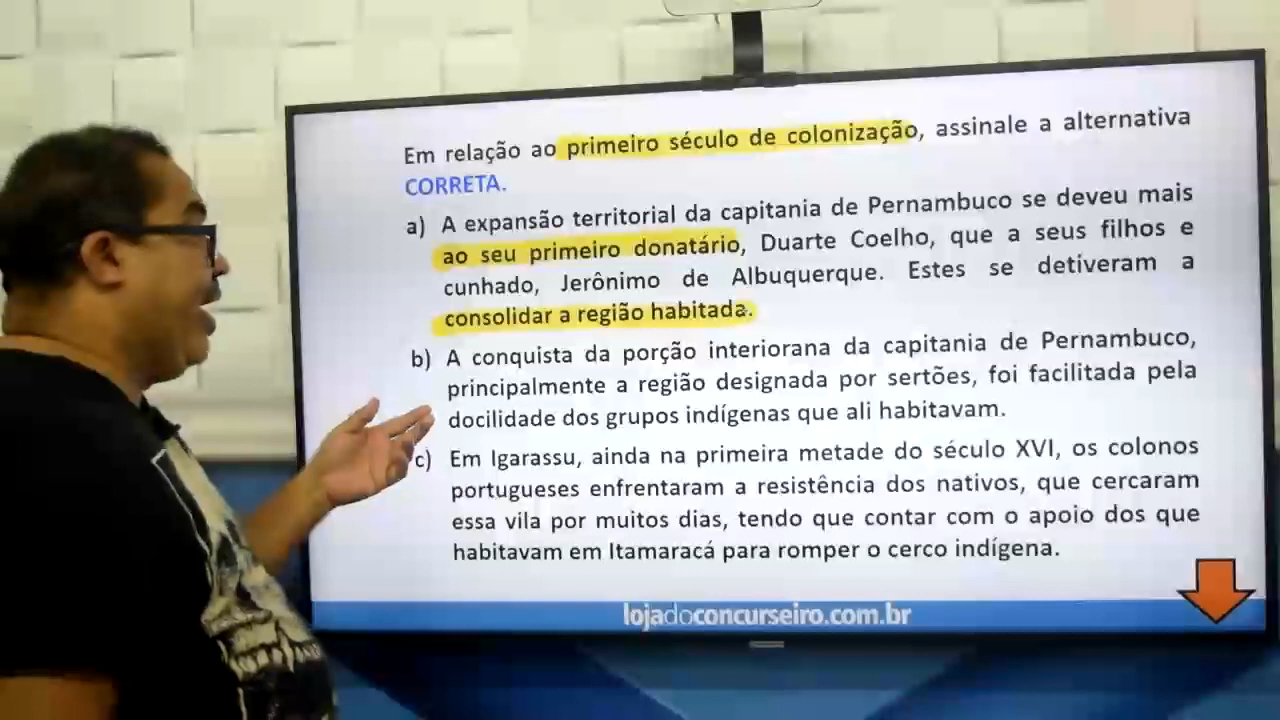 Em relação ao primeiro século de colonização, assinale a alternativa
CORRETA.
a) A expansão territorial da capitania de Pernambuco se deveu mais
ao seu primeiro donatário, Duarte Coelho, que a seus filhos e
cunhado, Jerônimo de Albuquerque. Estes se detiveram a
consolidar a região habitada.
b) A conquista da porção interiorana da capitania de Pernambuco,
principalmente a região designada por sertões, foi facilitada pela
docilidade dos grupos indígenas que ali habitavam.
c) Em Igarassu, ainda na primeira metade do século XVI, os colonos
portugueses enfrentaram a resistência dos nativos, que cercaram
essa vila por muitos dias, tendo que contar com o apoio dos que
habitavam em Itamaracá para romper o cerco indígena.
lojadoconcurseiro.com.br